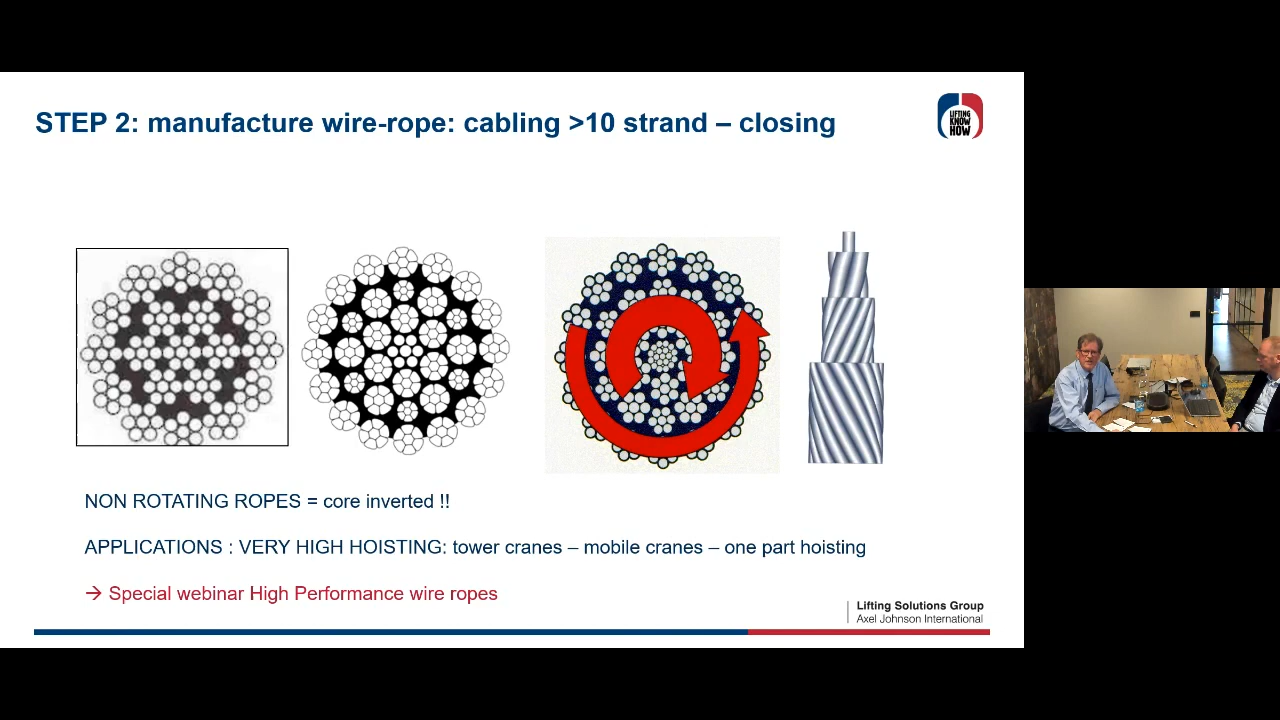 STEP 2: manufacture wire-rope: cabling >10 strand – closing
LIFTING
KNOW
HOW
NON ROTATING ROPES = core inverted !!
APPLICATIONS : VERY HIGH HOISTING: tower cranes – mobile cranes – one part hoisting
→ Special webinar High Performance wire ropes
Lifting Solutions Group
Axel Johnson International